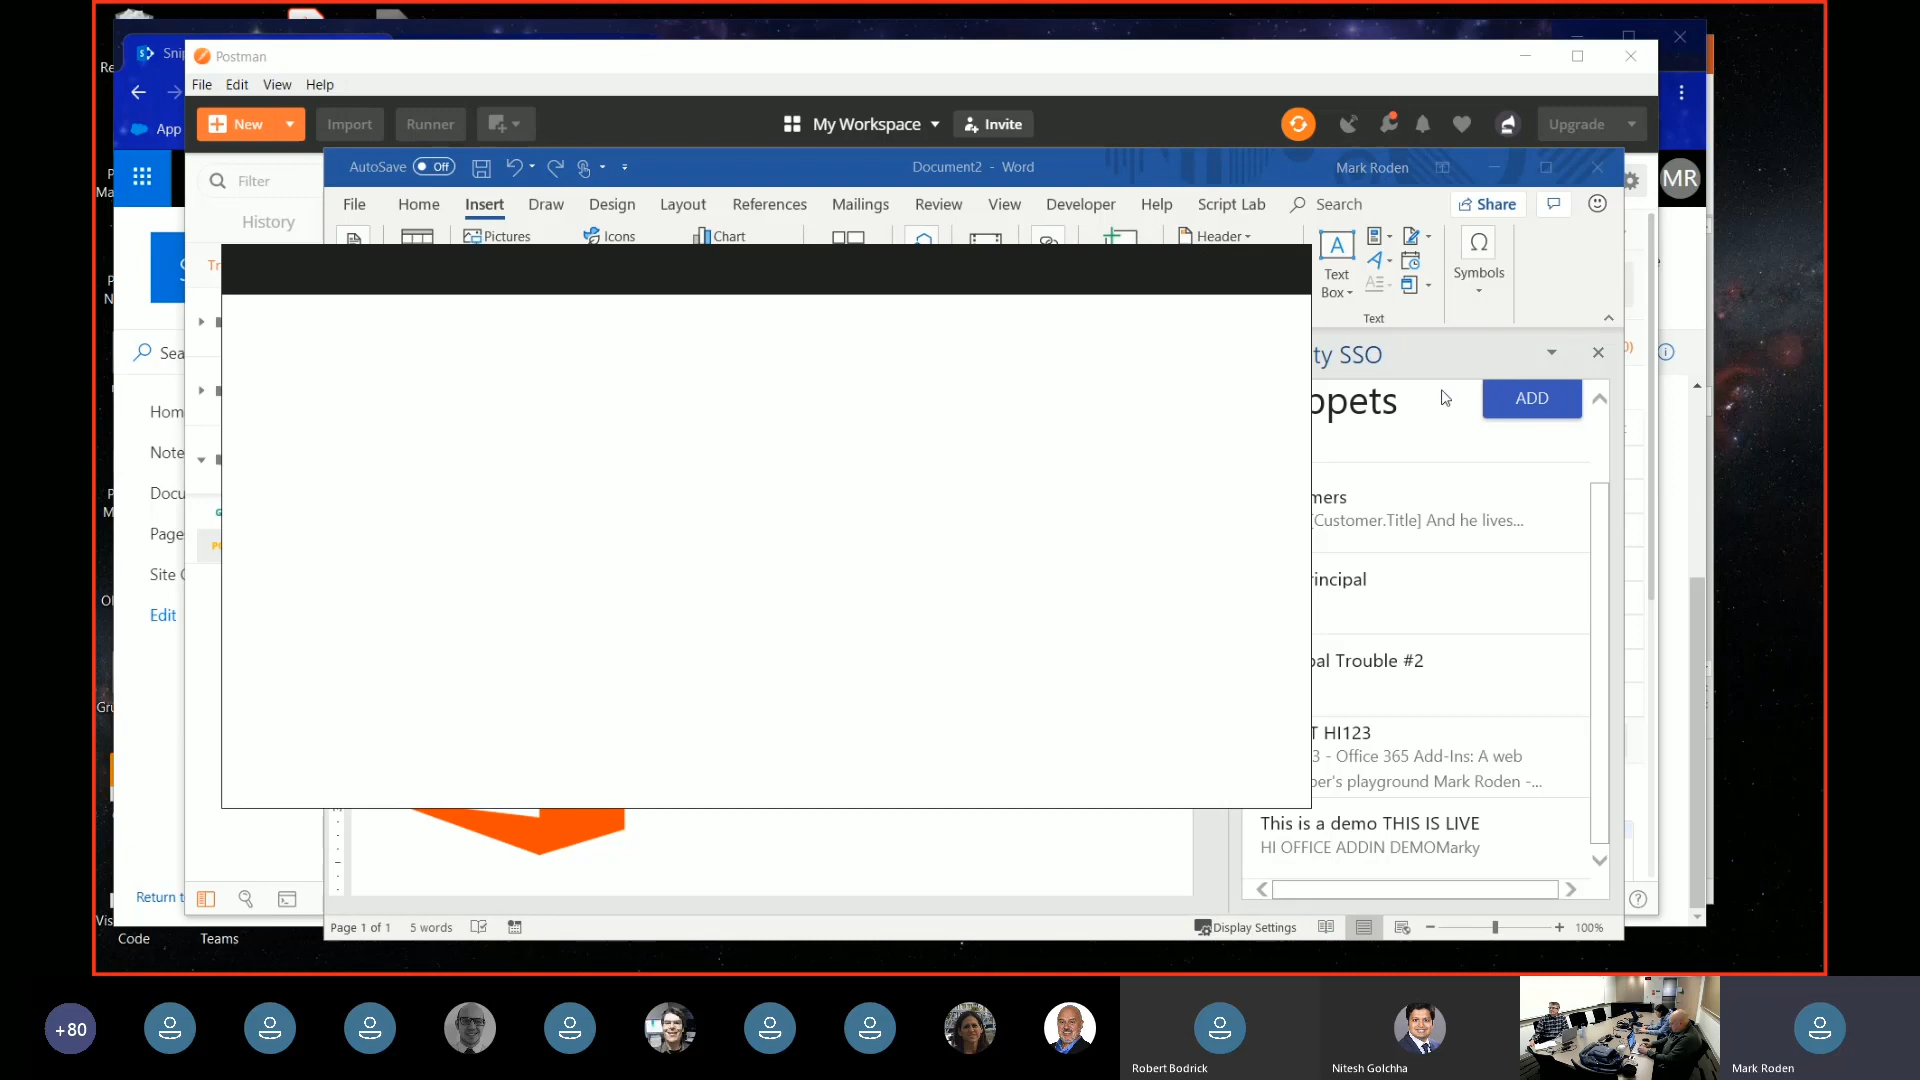 Snip
Postman
File Edit View Help
App
New
Import
Runner
My Workspace
Invite
Upgrade
Filter
History
AutoSave Off
Document2 - Word
Mark Roden
MR
File Home Insert Draw Design Layout References Mailings Review View Developer Help Script Lab Search
Share
Pictures
Icons
Chart
Header
Text
Box
Symbols
Text
ty SSO
ppets
ADD
mers
[Customer.Title] And he lives...
incipal
al Trouble #2
T HI123
3 - Office 365 Add-Ins: A web
er's playground Mark Roden -...
This is a demo THIS IS LIVE
HI OFFICE ADDIN DEMOMarky
Sea
Hom
Note
Docu
Page
Site C
Edit
Return t
Page 1 of 1
5 words
Display Settings
100%
Code
Teams
+80
Robert Bodrick
Nitesh Golchha
Mark Roden